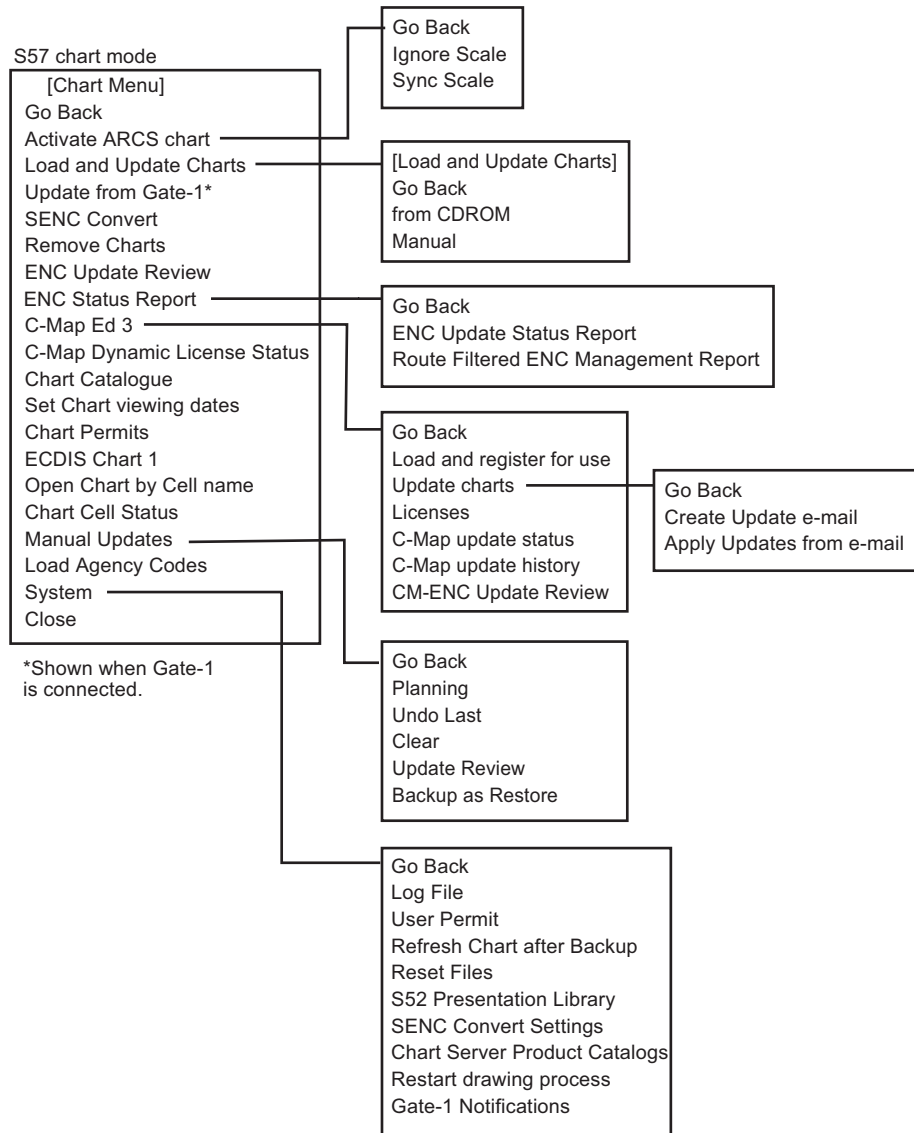 S57 chart mode
[Chart Menu]
Go Back
Activate ARCS chart
Load and Update Charts
Update from Gate-1*
SENC Convert
Remove Charts
ENC Update Review
ENC Status Report
C-Map Ed 3
C-Map Dynamic License Status
Chart Catalogue
Set Chart viewing dates
Chart Permits
ECDIS Chart 1
Open Chart by Cell name
Chart Cell Status
Manual Updates
Load Agency Codes
System
Close
*Shown when Gate-1
is connected.
Go Back
Ignore Scale
Sync Scale
[Load and Update Charts]
Go Back
from CDROM
Manual
Go Back
ENC Update Status Report
Route Filtered ENC Management Report
Go Back
Load and register for use
Update charts
Licenses
C-Map update status
C-Map update history
CM-ENC Update Review
Go Back
Create Update e-mail
Apply Updates from e-mail
Go Back
Planning
Undo Last
Clear
Update Review
Backup as Restore
Go Back
Log File
User Permit
Refresh Chart after Backup
Reset Files
S52 Presentation Library
SENC Convert Settings
Chart Server Product Catalogs
Restart drawing process
Gate-1 Notifications